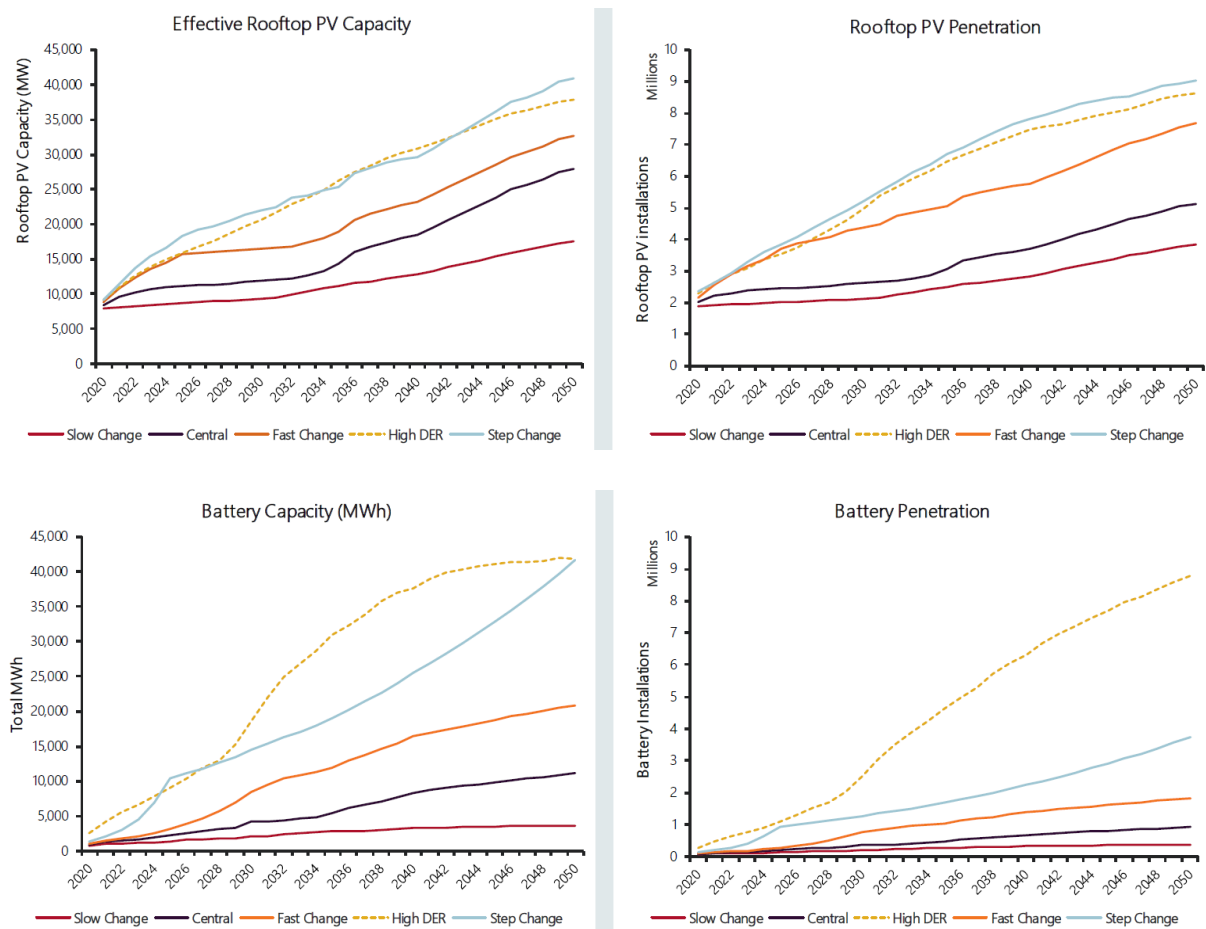 Effective Rooftop PV Capacity
Rooftop PV Capacity (MW)
45,000
40,000
35,000
30,000
25,000
20,000
15,000
10,000
5,000
0
2020 2022 2024 2026 2028 2030 2032 2034 2036 2038 2040 2042 2044 2046 2048 2050
Slow Change Central Fast Change High DER Step Change
Rooftop PV Penetration
Millions
Rooftop PV installations
10
9
8
7
6
5
4
3
2
1
0
2020 2022 2024 2026 2028 2030 2032 2034 2036 2038 2040 2042 2044 2046 2048 2050
Slow Change Central High DER Fast Change Step Change
Battery Capacity (MWh)
Total MWh
45,000
40,000
35,000
30,000
25,000
20,000
15,000
10,000
5,000
0
2020 2022 2024 2026 2028 2030 2032 2034 2036 2038 2040 2042 2044 2046 2048 2050
Slow Change Central Fast Change High DER Step Change
Battery Penetration
Millions
Battery Installations
10
9
8
7
6
5
4
3
2
1
0
2020 2022 2024 2026 2028 2030 2032 2034 2036 2038 2040 2042 2044 2046 2048 2050
Slow Change Central High DER Fast Change Step Change